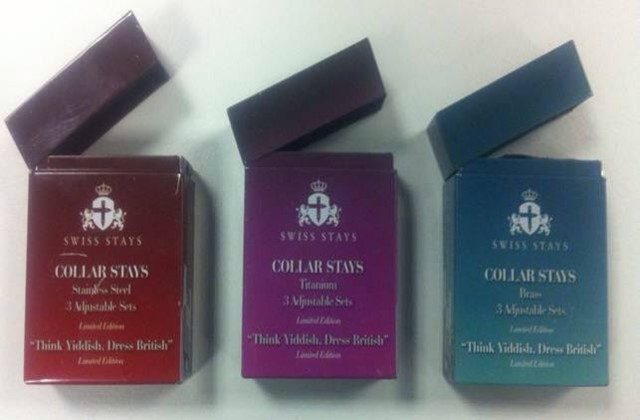 SWISS STAYS
COLLAR STAYS
Stainless Steel
3 Adjustable Sets
Limited Edition
"Think Yiddish, Dress British"
Limited Edition
SWISS STAYS
COLLAR STAYS
Titanium
3 Adjustable Sets
Limited Edition
"Think Yiddish, Dress British"
Limited Edition
SWISS STAYS
COLLAR STAYS
Brass
3 Adjustable Sets
Limited Edition
"Think Yiddish, Dress British"
Limited Edition